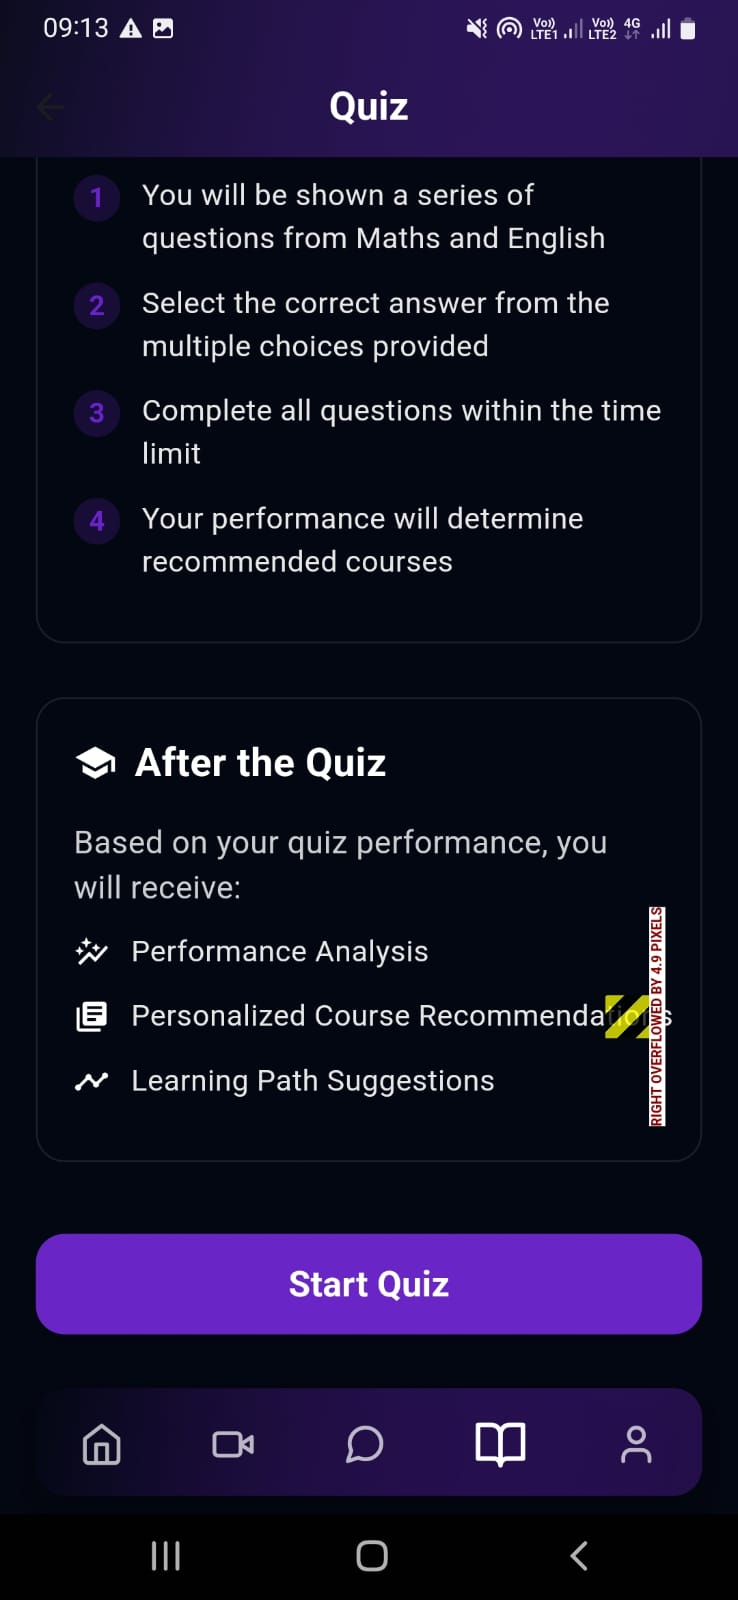 09:13
Vo)) LTE1 Vo)) 4G LTE2
Quiz
1 You will be shown a series of
questions from Maths and English
2 Select the correct answer from the
multiple choices provided
3 Complete all questions within the time
limit
4 Your performance will determine
recommended courses
After the Quiz
Based on your quiz performance, you
will receive:
Performance Analysis
Personalized Course Recommendations
Learning Path Suggestions
RIGHT OVERFLOWED BY 4.9 PIXELS
Start Quiz